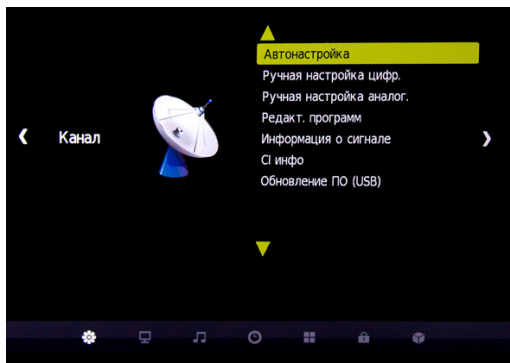 Канал
Автонастройка
Ручная настройка цифр.
Ручная настройка аналог.
Редакт. программ
Информация о сигнале
CI инфо
Обновление ПО (USB)